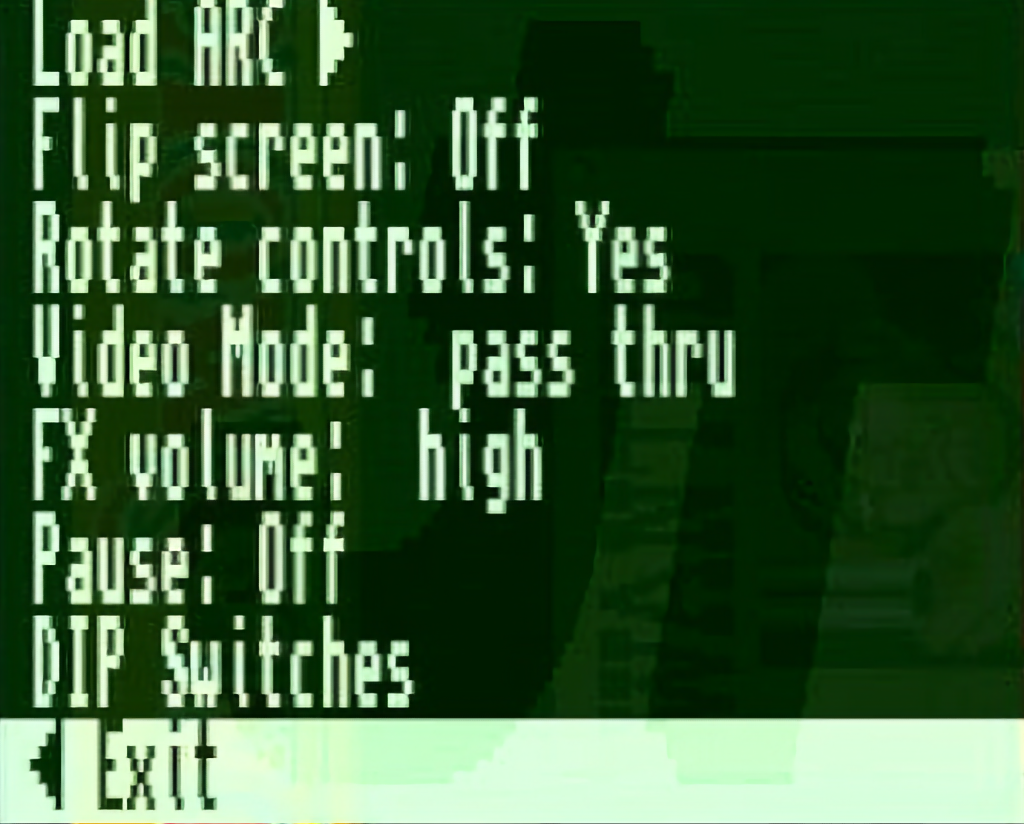 Load ARC ▶
Flip screen: Off
Rotate controls: Yes
Video Mode: pass thru
FX volume: high
Pause: Off
DIP Switches
◀ Exit